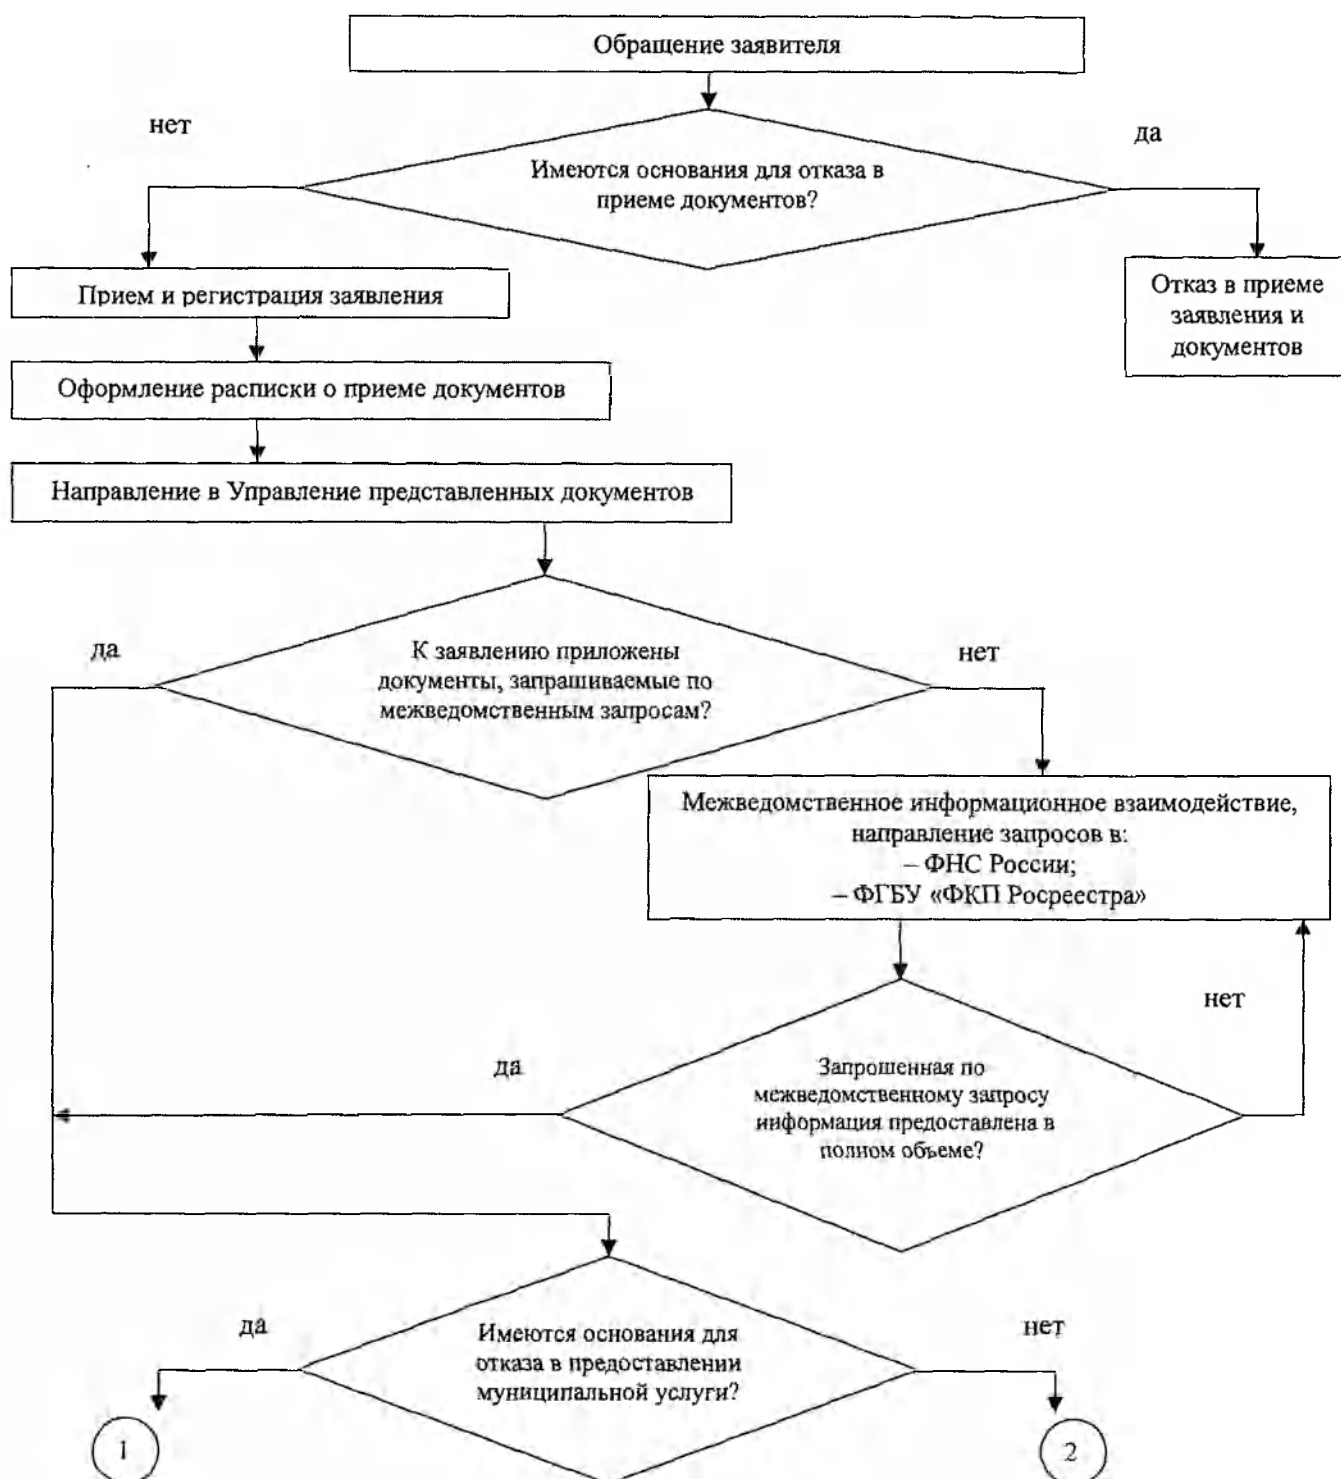 Обращение заявителя
нет
да
Имеются основания для отказа в
приеме документов?
Прием и регистрация заявления
Отказ в приеме
заявления и
документов
Оформление расписки о приеме документов
Направление в Управление представленных документов
да
нет
К заявлению приложены
документы, запрашиваемые по
межведомственным запросам?
Межведомственное информационное взаимодействие,
направление запросов в:
– ФНС России;
– ФГБУ «ФКП Росреестра»
нет
да
Запрошенная по
межведомственному запросу
информация предоставлена в
полном объеме?
да
нет
Имеются основания для
отказа в предоставлении
муниципальной услуги?
1
2